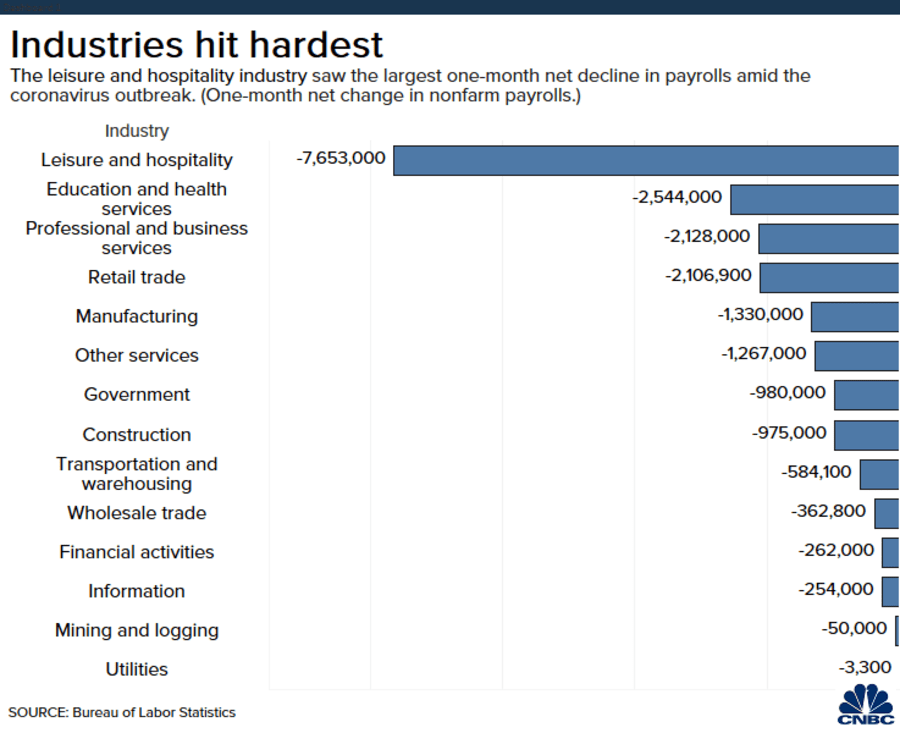 Industries hit hardest
The leisure and hospitality industry saw the largest one-month net decline in payrolls amid the
coronavirus outbreak. (One-month net change in nonfarm payrolls.)
Industry
Leisure and hospitality -7,653,000
Education and health
services -2,544,000
Professional and business
services -2,128,000
Retail trade -2,106,900
Manufacturing -1,330,000
Other services -1,267,000
Government -980,000
Construction -975,000
Transportation and
warehousing -584,100
Wholesale trade -362,800
Financial activities -262,000
Information -254,000
Mining and logging -50,000
Utilities -3,300
SOURCE: Bureau of Labor Statistics
CNBC